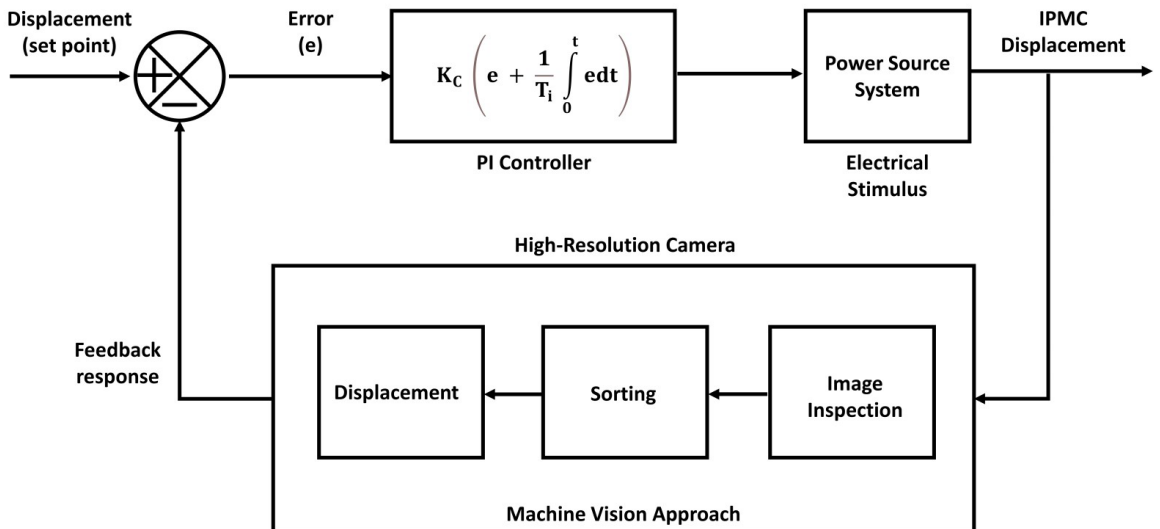 Displacement
(set point)
Error
(e)
K_C ( e + 1/T_i ∫_0^t edt )
PI Controller
Power Source
System
Electrical
Stimulus
IPMC
Displacement
High-Resolution Camera
Feedback
response
Displacement
Sorting
Image
Inspection
Machine Vision Approach